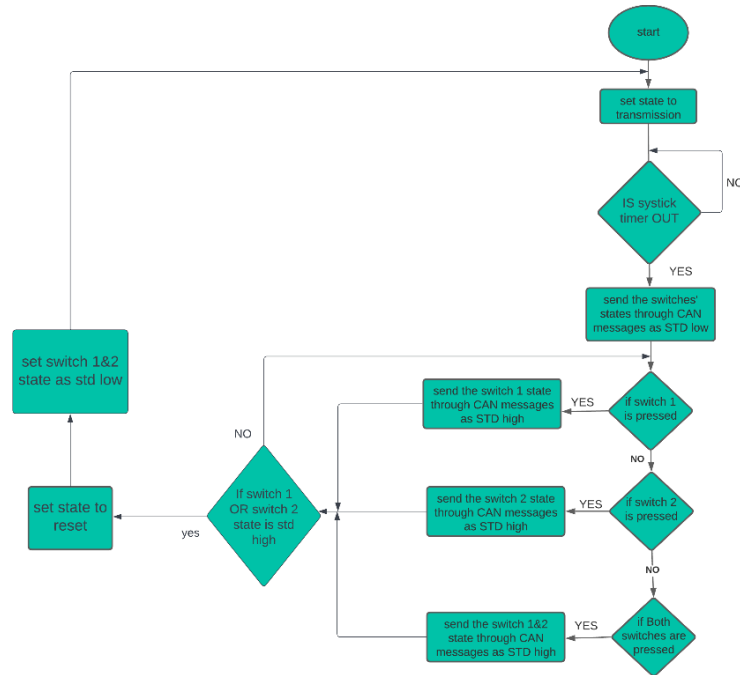 start
set state to
transmission
NO
IS systick
timer OUT
YES
send the switches'
states through CAN
messages as STD low
set switch 1&2
state as std low
send the switch 1 state
through CAN messages
as STD high
YES
if switch 1
is pressed
NO
NO
If switch 1
OR switch 2
state is std
high
yes
set state to
reset
send the switch 2 state
through CAN messages
as STD high
YES
if switch 2
is pressed
NO
send the switch 1&2
state through CAN
messages as STD high
YES
if Both
switches are
pressed